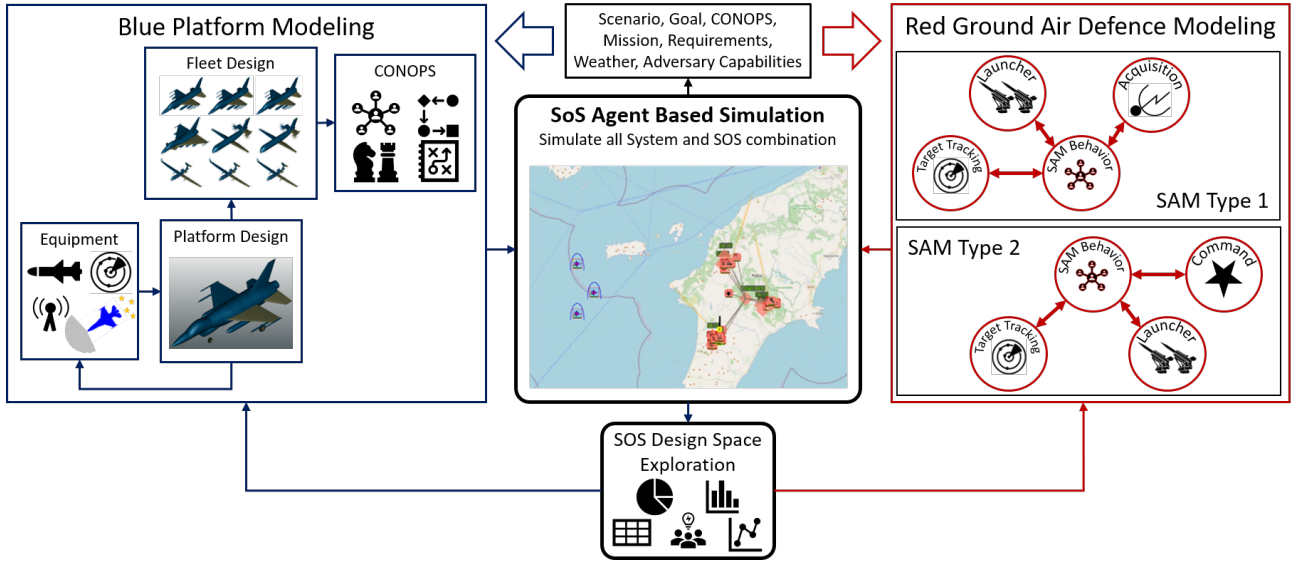 Blue Platform Modeling
Fleet Design
CONOPS
Equipment
Platform Design
Scenario, Goal, CONOPS,
Mission, Requirements,
Weather, Adversary Capabilities
SoS Agent Based Simulation
Simulate all System and SOS combination
SOS Design Space
Exploration
Red Ground Air Defence Modeling
Launcher
Acquisition
Target Tracking
SAM Behavior
SAM Type 1
SAM Type 2
SAM Behavior
Command
Target Tracking
Launcher